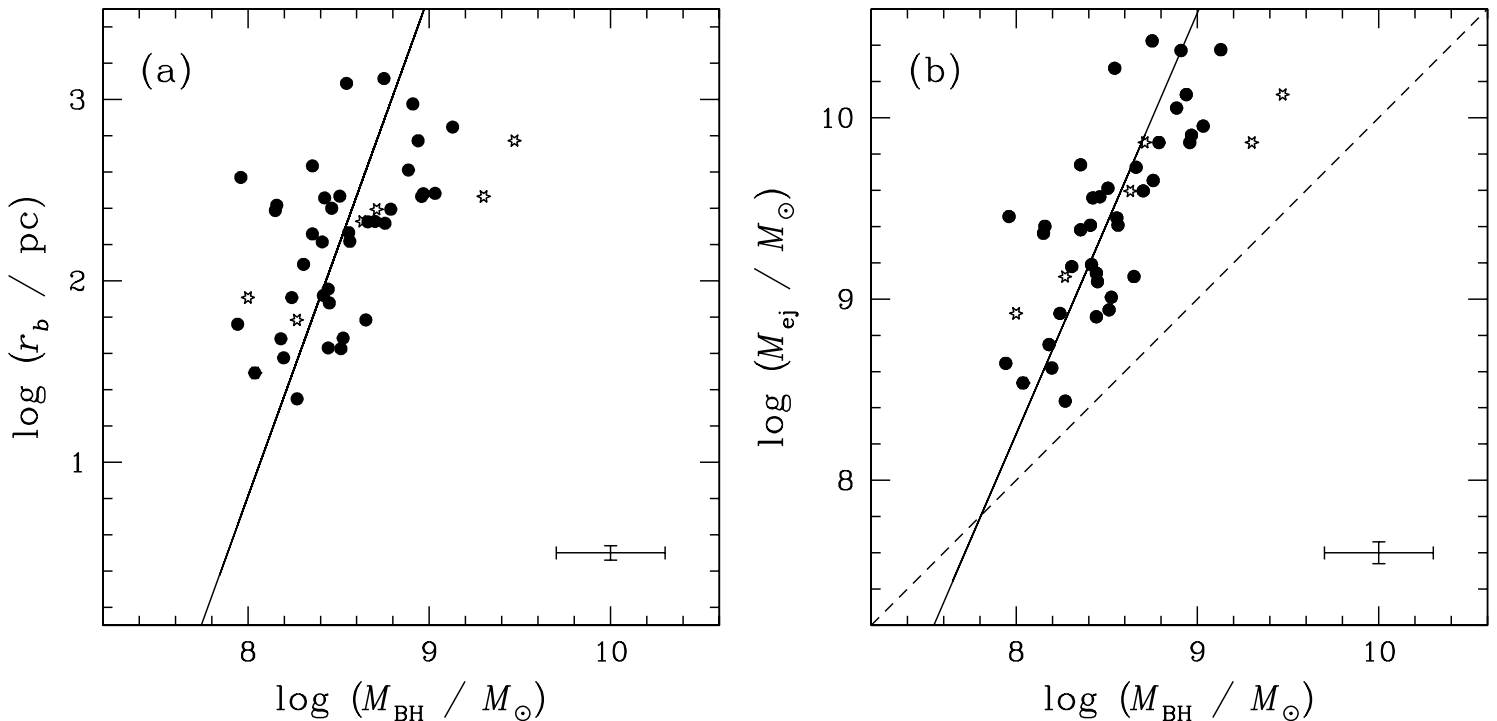 (a)
3
2
1
log (r_b / pc)
8 9 10
log (M_BH / M_⊙)
(b)
10
9
8
log (M_ej / M_⊙)
8 9 10
log (M_BH / M_⊙)